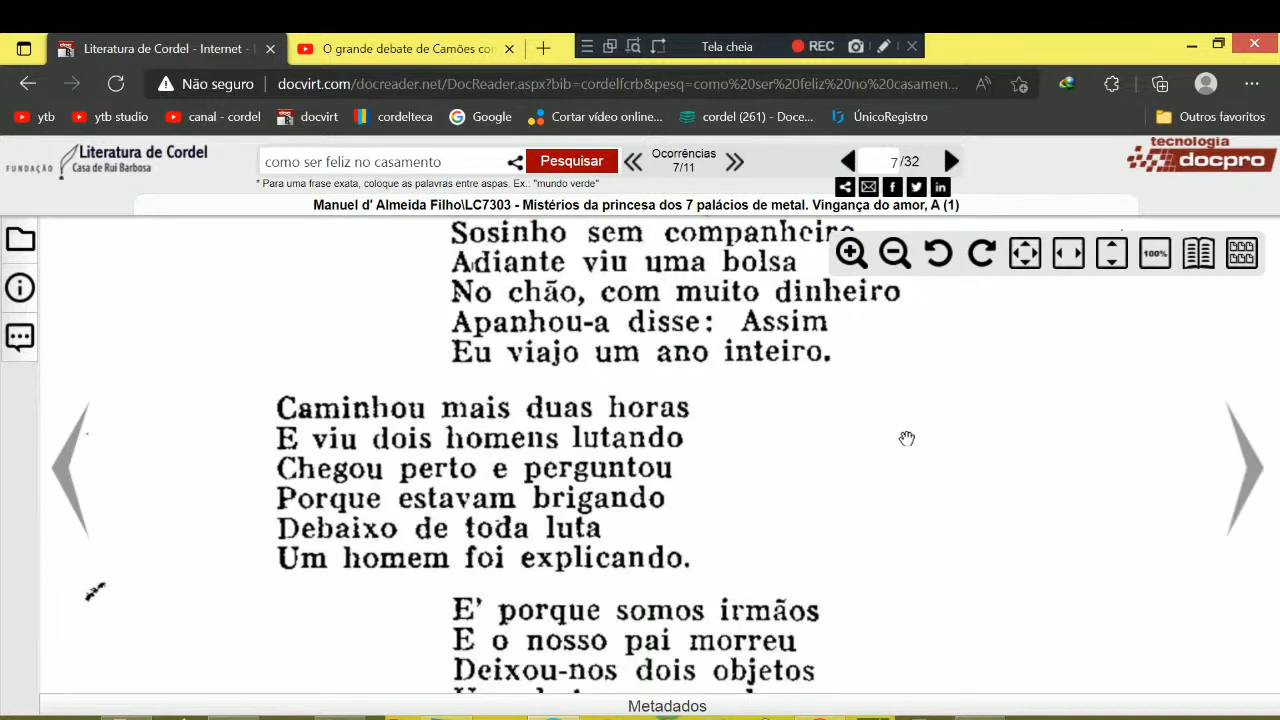 Literatura de Cordel - Internet -
O grande debate de Camões co
Tela cheia
REC
Não seguro
docvirt.com/docreader.net/DocReader.aspx?bib=cordelfcrb&pesq=como%20ser%20feliz%20no%20casamen...
ytb
ytb studio
canal - cordel
docvirt
cordelteca
Google
Cortar vídeo online...
cordel (261) - Doce...
ÚnicoRegistro
Outros favoritos
FUNDAÇÃO
Literatura de Cordel
Casa de Rui Barbosa
como ser feliz no casamento
Pesquisar
Ocorrências
7/11
7 /32
tecnologia
docpro
* Para uma frase exata, coloque as palavras entre aspas. Ex.: "mundo verde"
Manuel d' Almeida Filho\LC7303 - Mistérios da princesa dos 7 palácios de metal. Vingança do amor, A (1)
100%
Sosinho sem companheiro
Adiante viu uma bolsa
No chão, com muito dinheiro
Apanhou-a disse: Assim
Eu viajo um ano inteiro.
Caminhou mais duas horas
E viu dois homens lutando
Chegou perto e perguntou
Porque estavam brigando
Debaixo de toda luta
Um homem foi explicando.
E' porque somos irmãos
E o nosso pai morreu
Deixou-nos dois objetos
Metadados